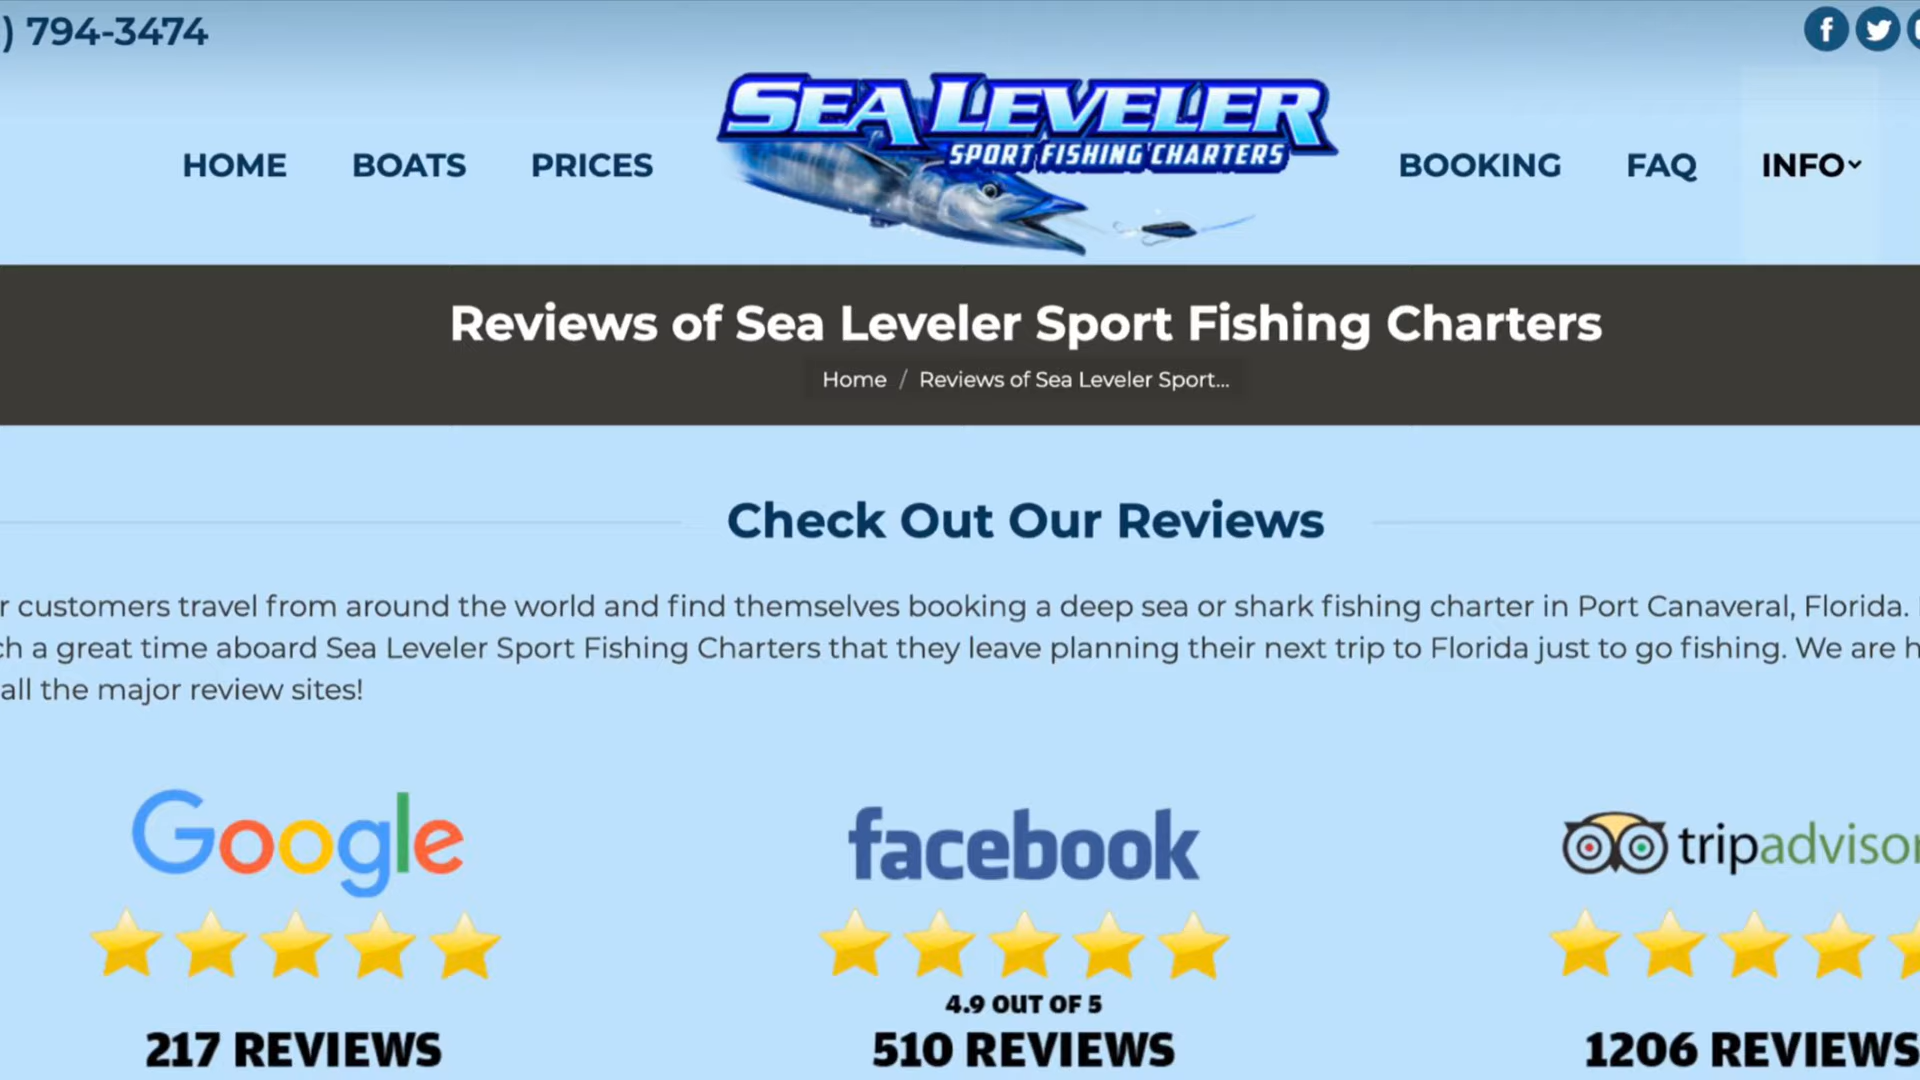 ) 794-3474
HOME
BOATS
PRICES
SEA LEVELER
SPORT FISHING CHARTERS
BOOKING
FAQ
INFO
Reviews of Sea Leveler Sport Fishing Charters
Home / Reviews of Sea Leveler Sport...
Check Out Our Reviews
r customers travel from around the world and find themselves booking a deep sea or shark fishing charter in Port Canaveral, Florida.
ch a great time aboard Sea Leveler Sport Fishing Charters that they leave planning their next trip to Florida just to go fishing. We are h
all the major review sites!
Google
facebook
tripadvisor
4.9 OUT OF 5
217 REVIEWS
510 REVIEWS
1206 REVIEWS